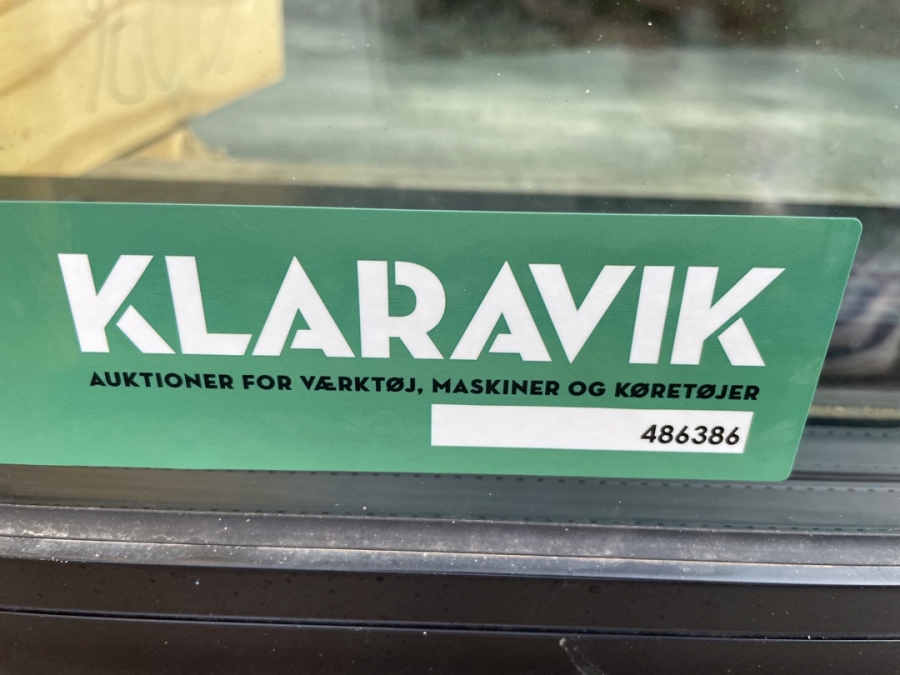 KLARAVIK
AUKTIONER FOR VÆRKTØJ, MASKINER OG KØRETØJER
486386